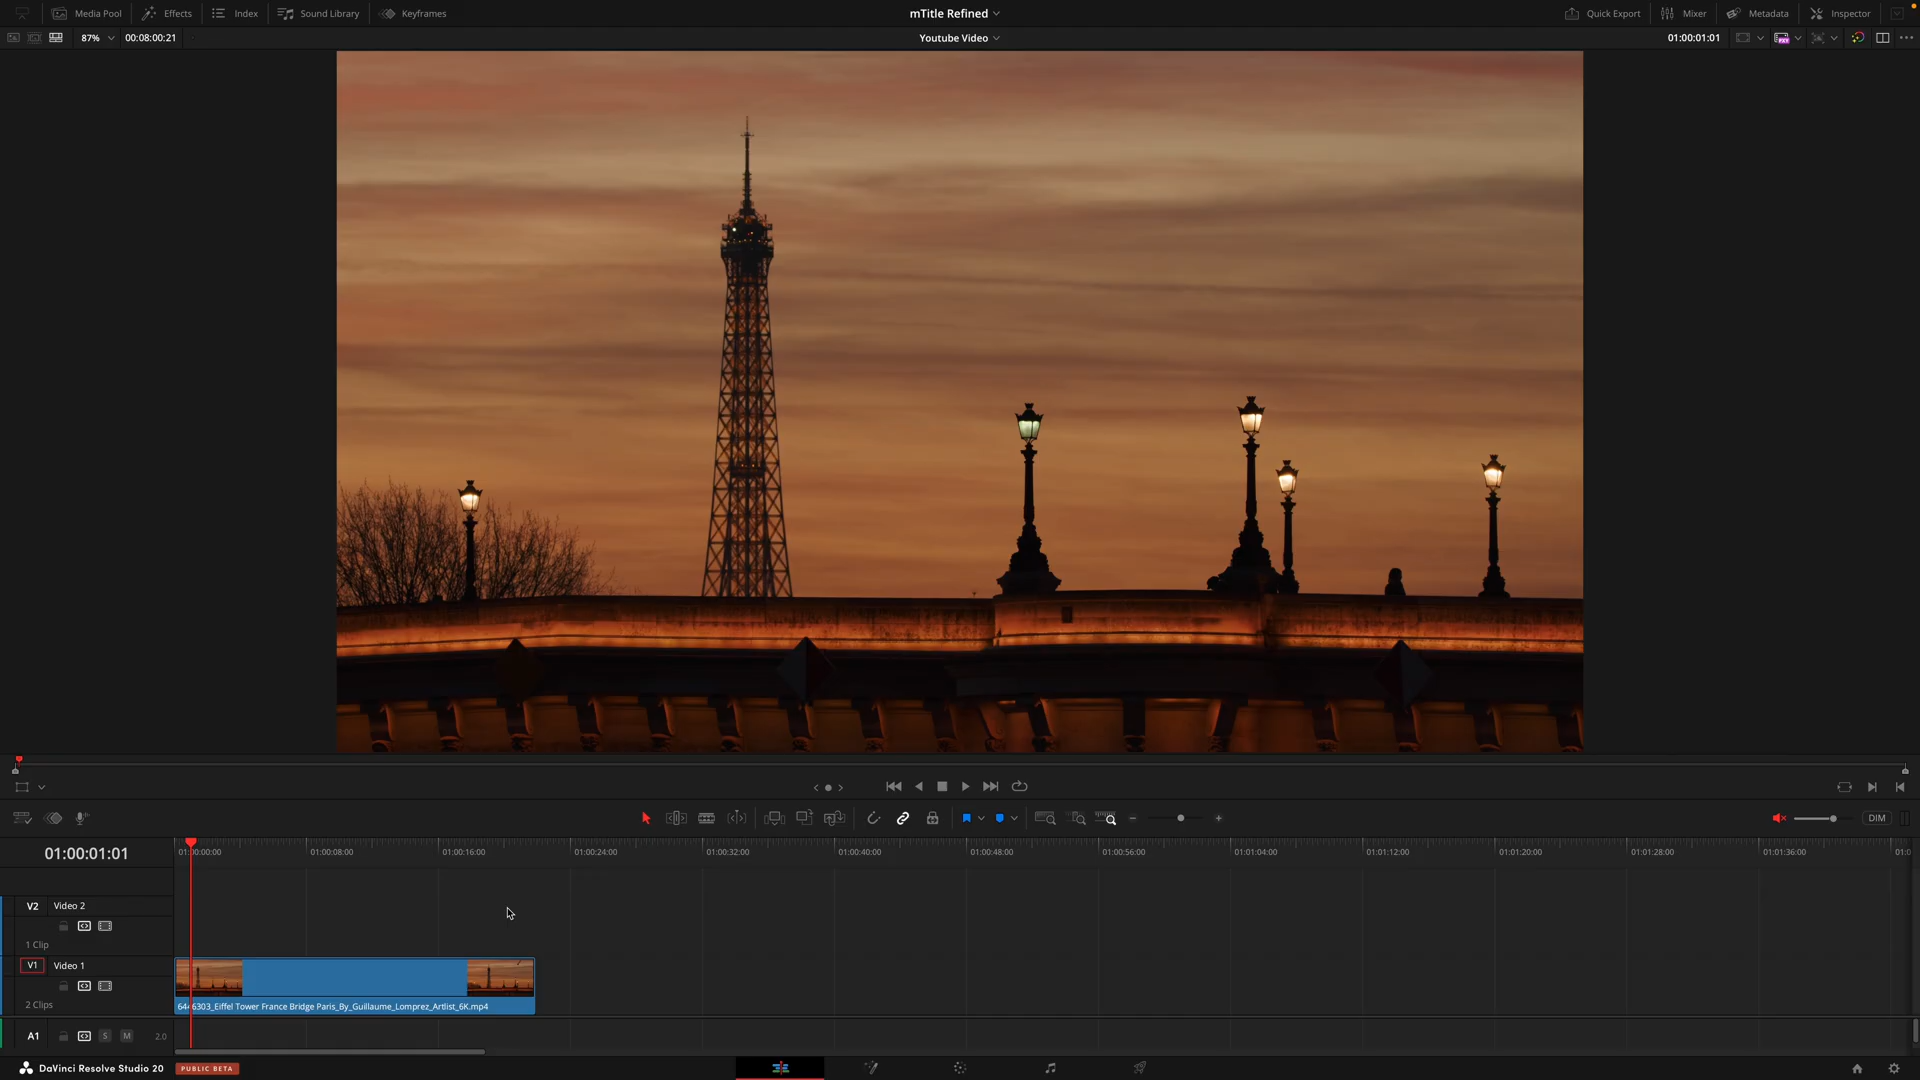 Media Pool Effects Index Sound Library Keyframes mTitle Refined Quick Export Mixer Metadata Inspector
87% 00:08:00:21 Youtube Video 01:00:01:01
DIM
01:00:01:01 01:00:00:00 01:00:08:00 01:00:16:00 01:00:24:00 01:00:32:00 01:00:40:00 01:00:48:00 01:00:56:00 01:01:04:00 01:01:12:00 01:01:20:00 01:01:28:00 01:01:36:00
V2 Video 2
1 Clip
V1 Video 1
2 Clips
6446303_Eiffel Tower France Bridge Paris_By_Guillaume_Lomprez_Artlist_6K.mp4
A1 S M 2.0
DaVinci Resolve Studio 20 PUBLIC BETA